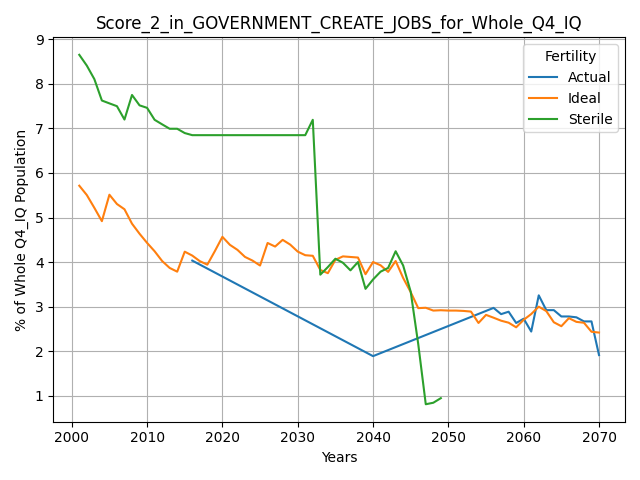 Score_2_in_GOVERNMENT_CREATE_JOBS_for_Whole_Q4_IQ
% of Whole Q4_IQ Population
9
8
7
6
5
4
3
2
1
Fertility
Actual
Ideal
Sterile
2000 2010 2020 2030 2040 2050 2060 2070
Years